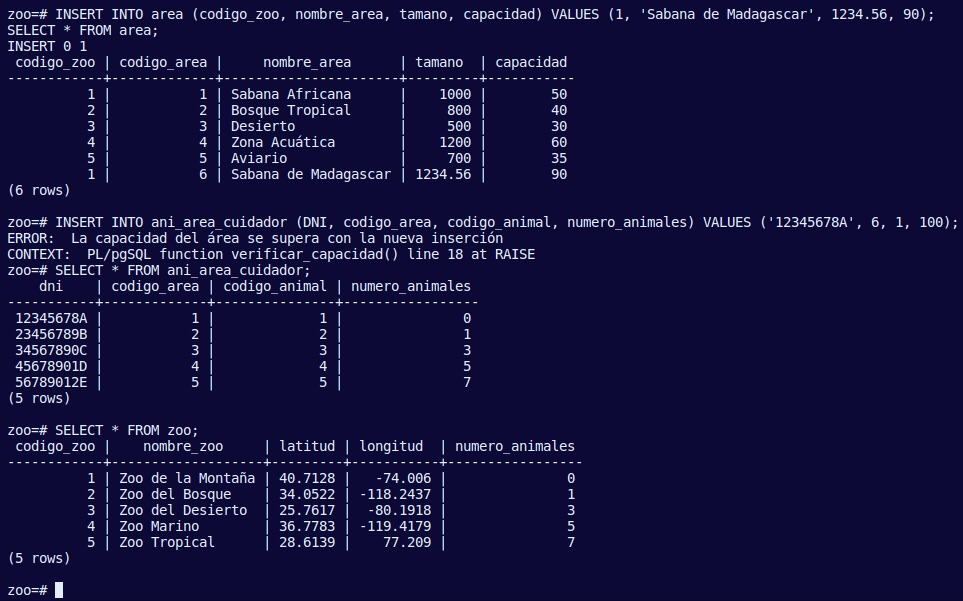 zoo=# INSERT INTO area (codigo_zoo, nombre_area, tamano, capacidad) VALUES (1, 'Sabana de Madagascar', 1234.56, 90);
SELECT * FROM area;
INSERT 0 1
 codigo_zoo | codigo_area |     nombre_area      | tamano  | capacidad
------------+-------------+----------------------+---------+-----------
          1 |           1 | Sabana Africana      |    1000 |        50
          2 |           2 | Bosque Tropical      |     800 |        40
          3 |           3 | Desierto             |     500 |        30
          4 |           4 | Zona Acuática        |    1200 |        60
          5 |           5 | Aviario              |     700 |        35
          1 |           6 | Sabana de Madagascar | 1234.56 |        90
(6 rows)

zoo=# INSERT INTO ani_area_cuidador (DNI, codigo_area, codigo_animal, numero_animales) VALUES ('12345678A', 6, 1, 100);
ERROR:  La capacidad del área se supera con la nueva inserción
CONTEXT:  PL/pgSQL function verificar_capacidad() line 18 at RAISE
zoo=# SELECT * FROM ani_area_cuidador;
    dni    | codigo_area | codigo_animal | numero_animales
-----------+-------------+---------------+-----------------
 12345678A |           1 |             1 |               0
 23456789B |           2 |             2 |               1
 34567890C |           3 |             3 |               3
 45678901D |           4 |             4 |               5
 56789012E |           5 |             5 |               7
(5 rows)

zoo=# SELECT * FROM zoo;
 codigo_zoo |    nombre_zoo     | latitud | longitud  | numero_animales
------------+-------------------+---------+-----------+-----------------
          1 | Zoo de la Montaña | 40.7128 |   -74.006 |               0
          2 | Zoo del Bosque    | 34.0522 | -118.2437 |               1
          3 | Zoo del Desierto  | 25.7617 |  -80.1918 |               3
          4 | Zoo Marino        | 36.7783 | -119.4179 |               5
          5 | Zoo Tropical      | 28.6139 |    77.209 |               7
(5 rows)

zoo=#